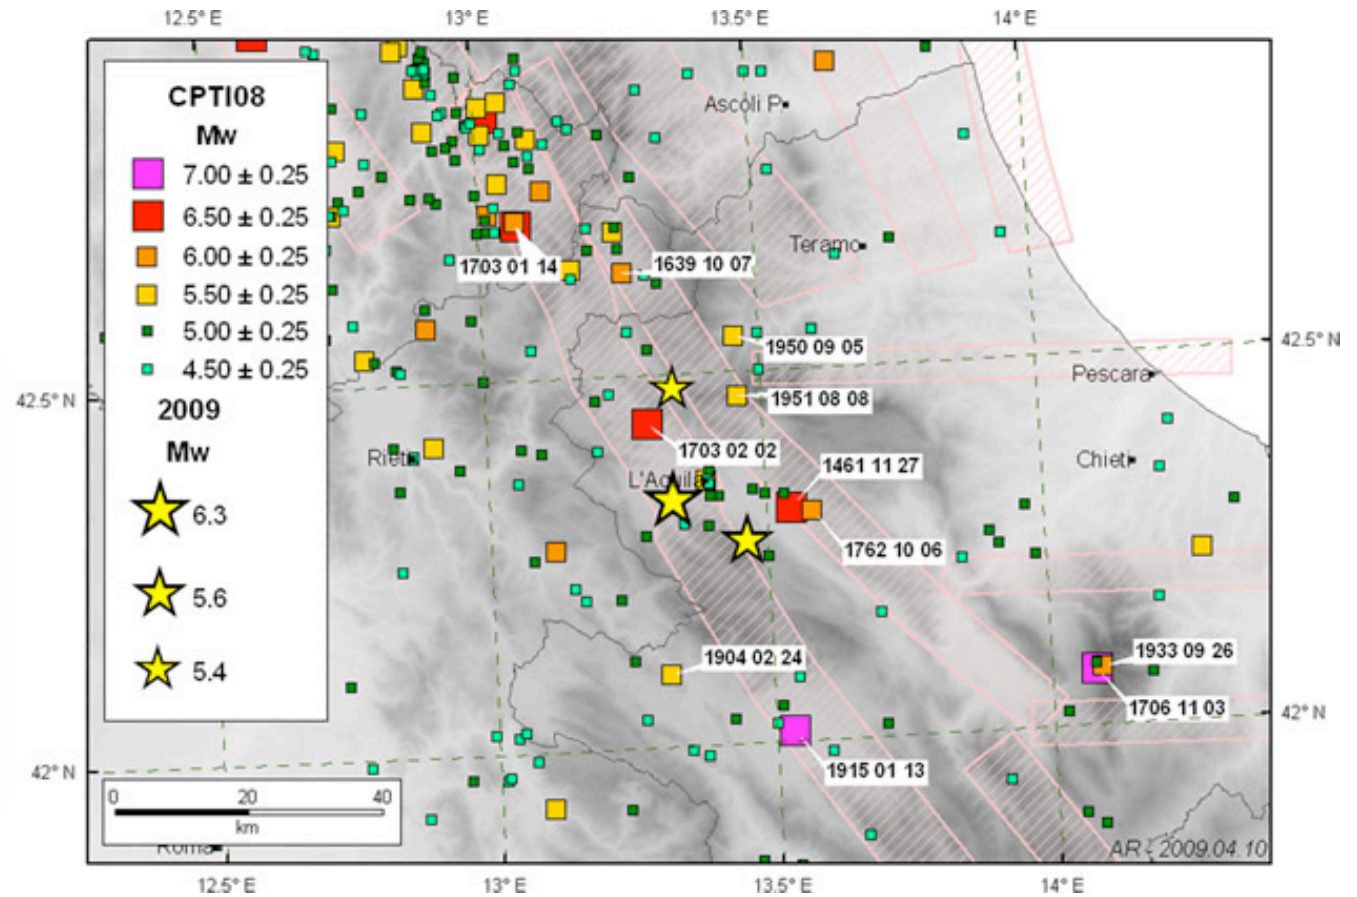 12.5° E
13° E
13.5° E
14° E
CPTI08
Mw
7.00 ± 0.25
6.50 ± 0.25
6.00 ± 0.25
5.50 ± 0.25
5.00 ± 0.25
4.50 ± 0.25
2009
Mw
6.3
5.6
5.4
Ascoli P.
Teramo
1703 01 14
1639 10 07
1950 09 05
42.5° N
Pescara
42.5° N
1951 08 08
1703 02 02
Rieti
Chieti
1461 11 27
L'Aquila
1762 10 06
1904 02 24
1933 09 26
1706 11 03
42° N
42° N
1915 01 13
0 20 40
km
Roma
AR - 2009.04.10
12.5° E
13° E
13.5° E
14° E